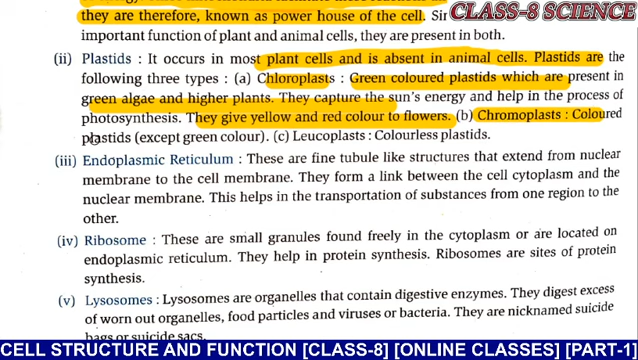 CLASS-8 SCIENCE
they are therefore, known as power house of the cell. Sin
important function of plant and animal cells, they are present in both.
(ii) Plastids : It occurs in most plant cells and is absent in animal cells. Plastids are the
following three types : (a) Chloroplasts : Green coloured plastids which are present in
green algae and higher plants. They capture the sun's energy and help in the process of
photosynthesis. They give yellow and red colour to flowers. (b) Chromoplasts : Coloured
plastids (except green colour). (c) Leucoplasts : Colourless plastids.
(iii) Endoplasmic Reticulum : These are fine tubule like structures that extend from nuclear
membrane to the cell membrane. They form a link between the cell cytoplasm and the
nuclear membrane. This helps in the transportation of substances from one region to the
other.
(iv) Ribosome : These are small granules found freely in the cytoplasm or are located on
endoplasmic reticulum. They help in protein synthesis. Ribosomes are sites of protein
synthesis.
(v) Lysosomes : Lysosomes are organelles that contain digestive enzymes. They digest excess
of worn out organelles, food particles and viruses or bacteria. They are nicknamed suicide
bags or suicide sacs.
CELL STRUCTURE AND FUNCTION [CLASS-8] [ONLINE CLASSES] [PART-1]